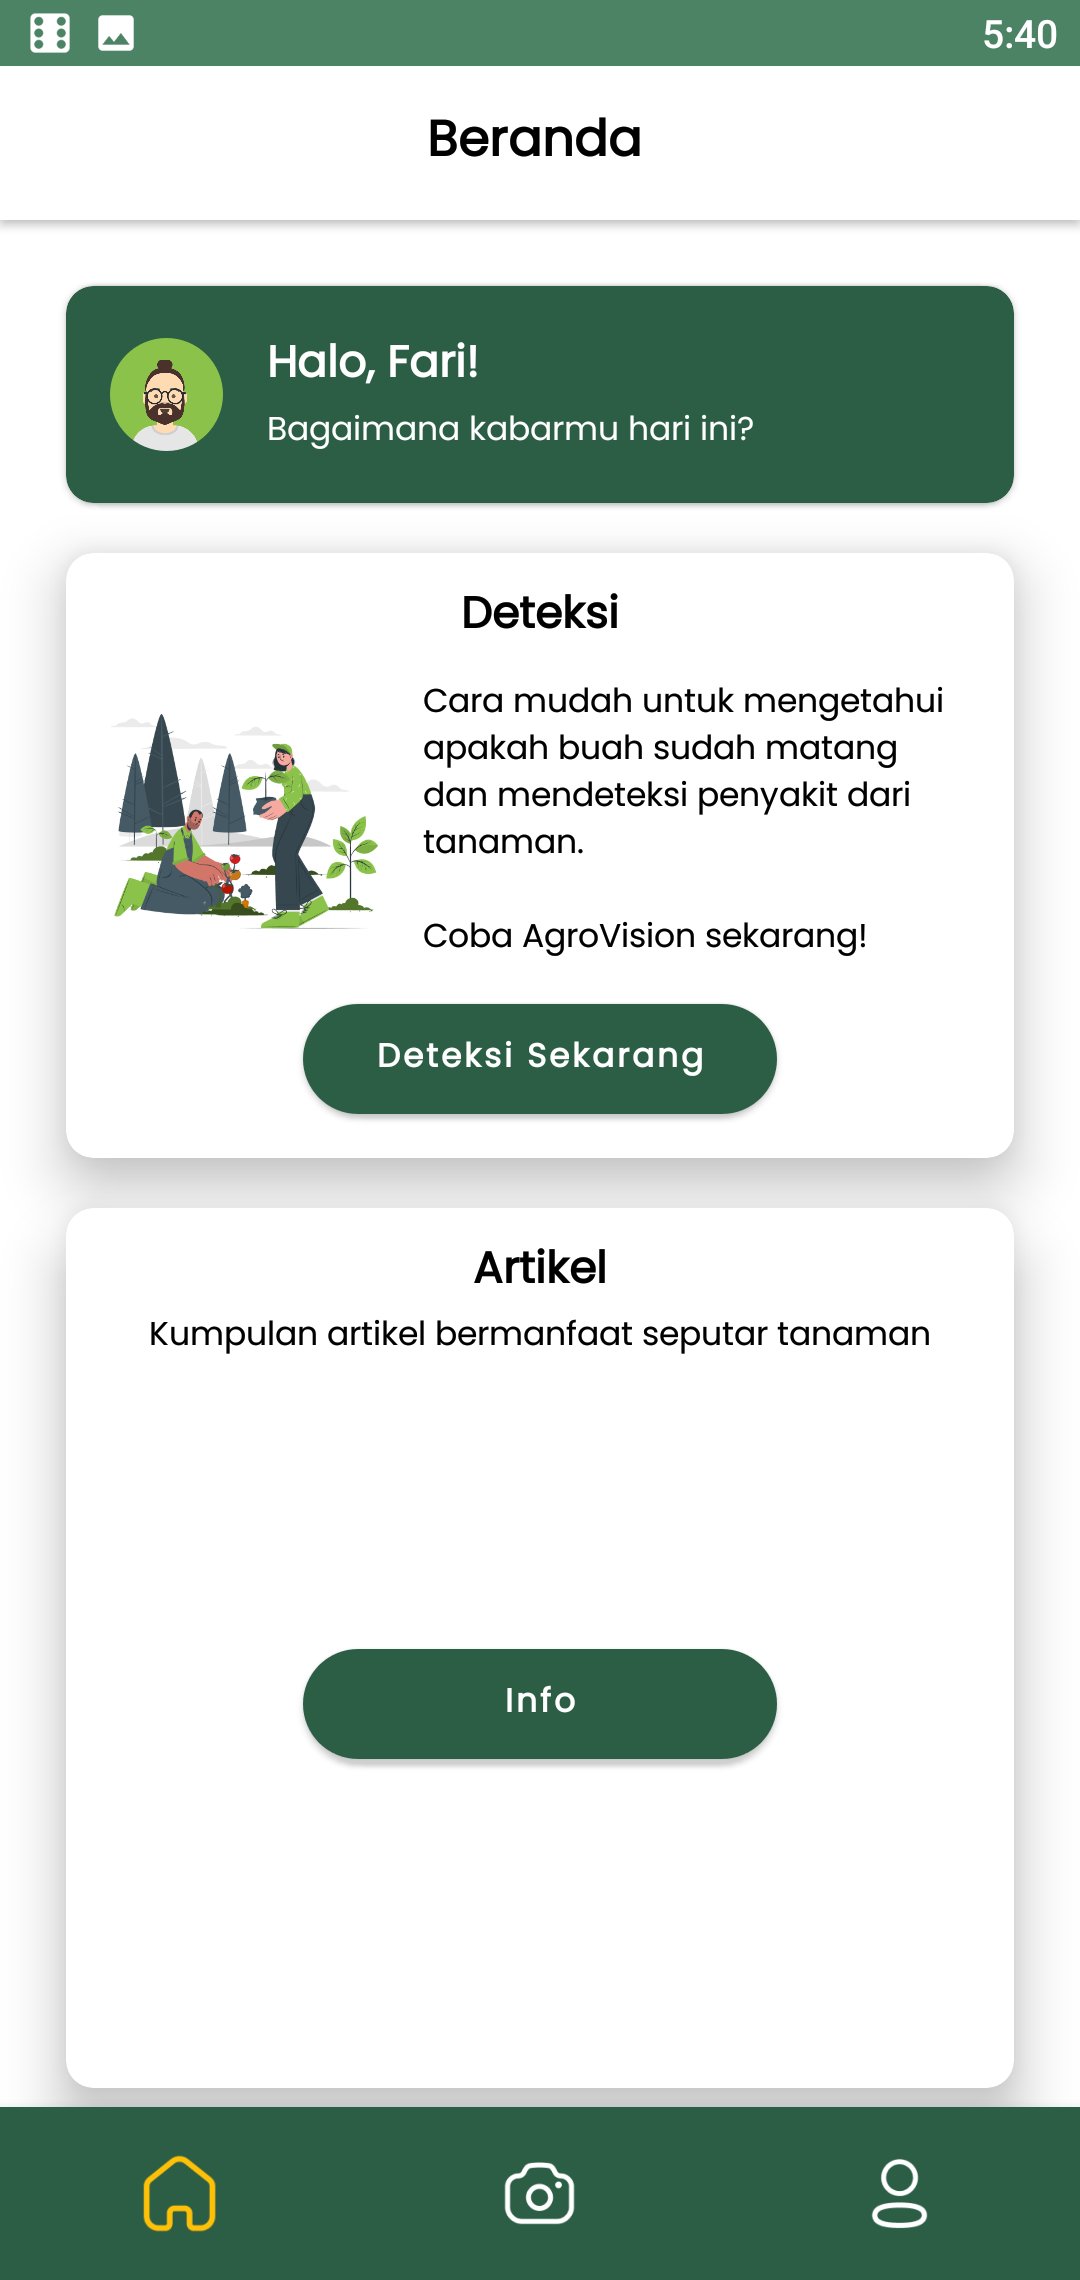 5:40
Beranda
Halo, Fari!
Bagaimana kabarmu hari ini?
Deteksi
Cara mudah untuk mengetahui
apakah buah sudah matang
dan mendeteksi penyakit dari
tanaman.
Coba AgroVision sekarang!
Deteksi Sekarang
Artikel
Kumpulan artikel bermanfaat seputar tanaman
Info